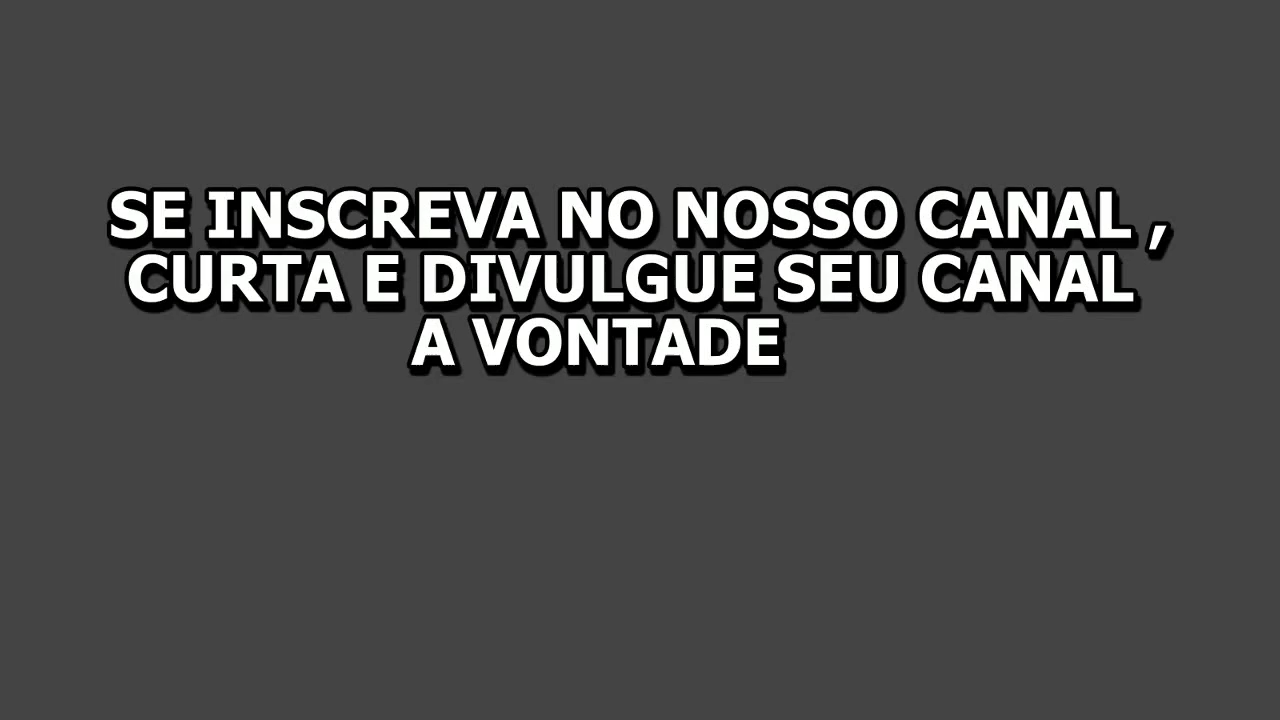 SE INSCREVA NO NOSSO CANAL ,
CURTA E DIVULGUE SEU CANAL
A VONTADE